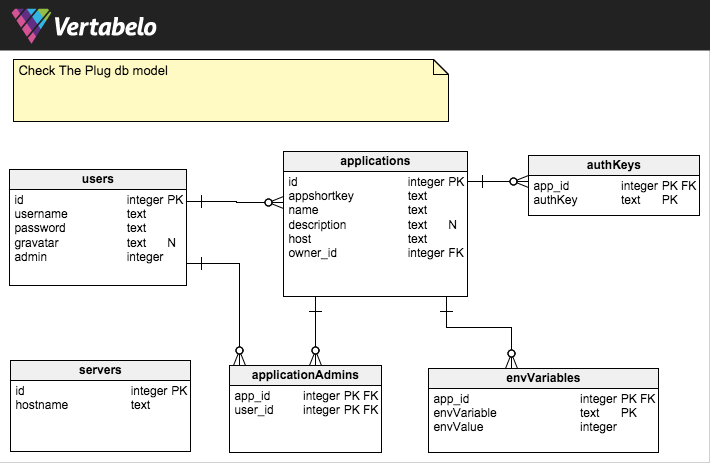 Vertabelo
Check The Plug db model
users
id integer PK
username text
password text
gravatar text N
admin integer
applications
id integer PK
appshortkey text
name text
description text N
host text
owner_id integer FK
authKeys
app_id integer PK FK
authKey text PK
servers
id integer PK
hostname text
applicationAdmins
app_id integer PK FK
user_id integer PK FK
envVariables
app_id integer PK FK
envVariable text PK
envValue integer